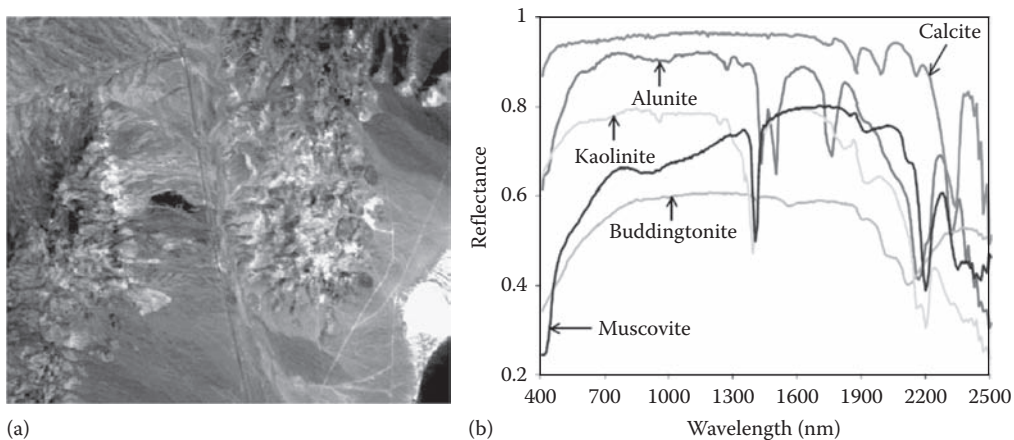 1
Calcite
0.8
Alunite
Kaolinite
Reflectance
0.6
Buddingtonite
0.4
Muscovite
0.2
400 700 1000 1300 1600 1900 2200 2500
(a)
(b)
Wavelength (nm)